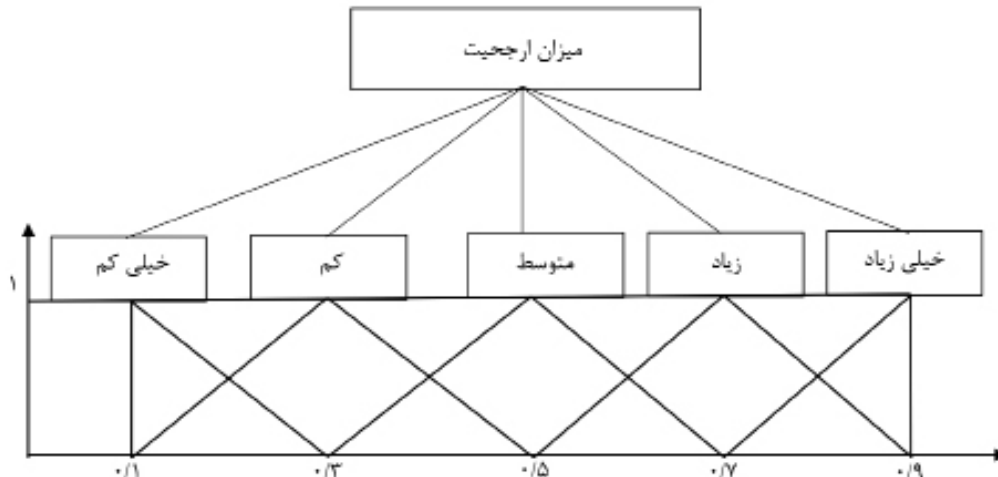 میزان ارجحیت
خیلی زیاد
زیاد
متوسط
کم
خیلی کم
۱
۰/۱ ۰/۳ ۰/۵ ۰/۷ ۰/۹